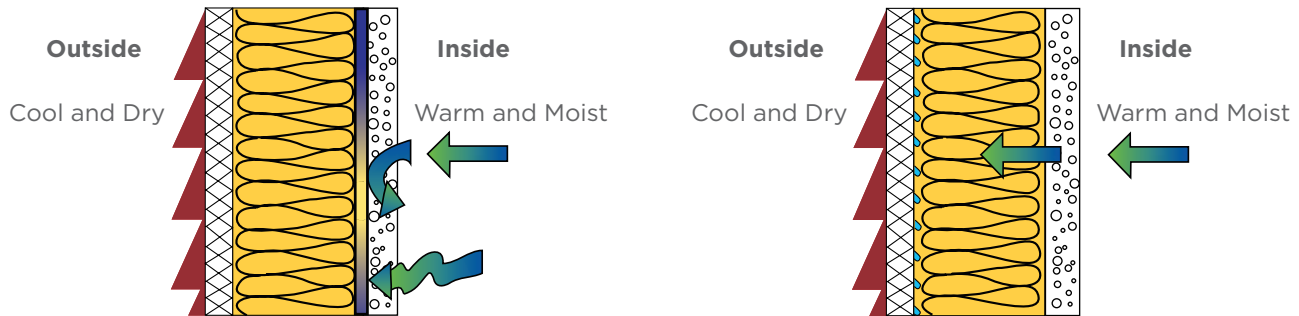 Outside
Inside
Cool and Dry
Warm and Moist
Outside
Inside
Cool and Dry
Warm and Moist